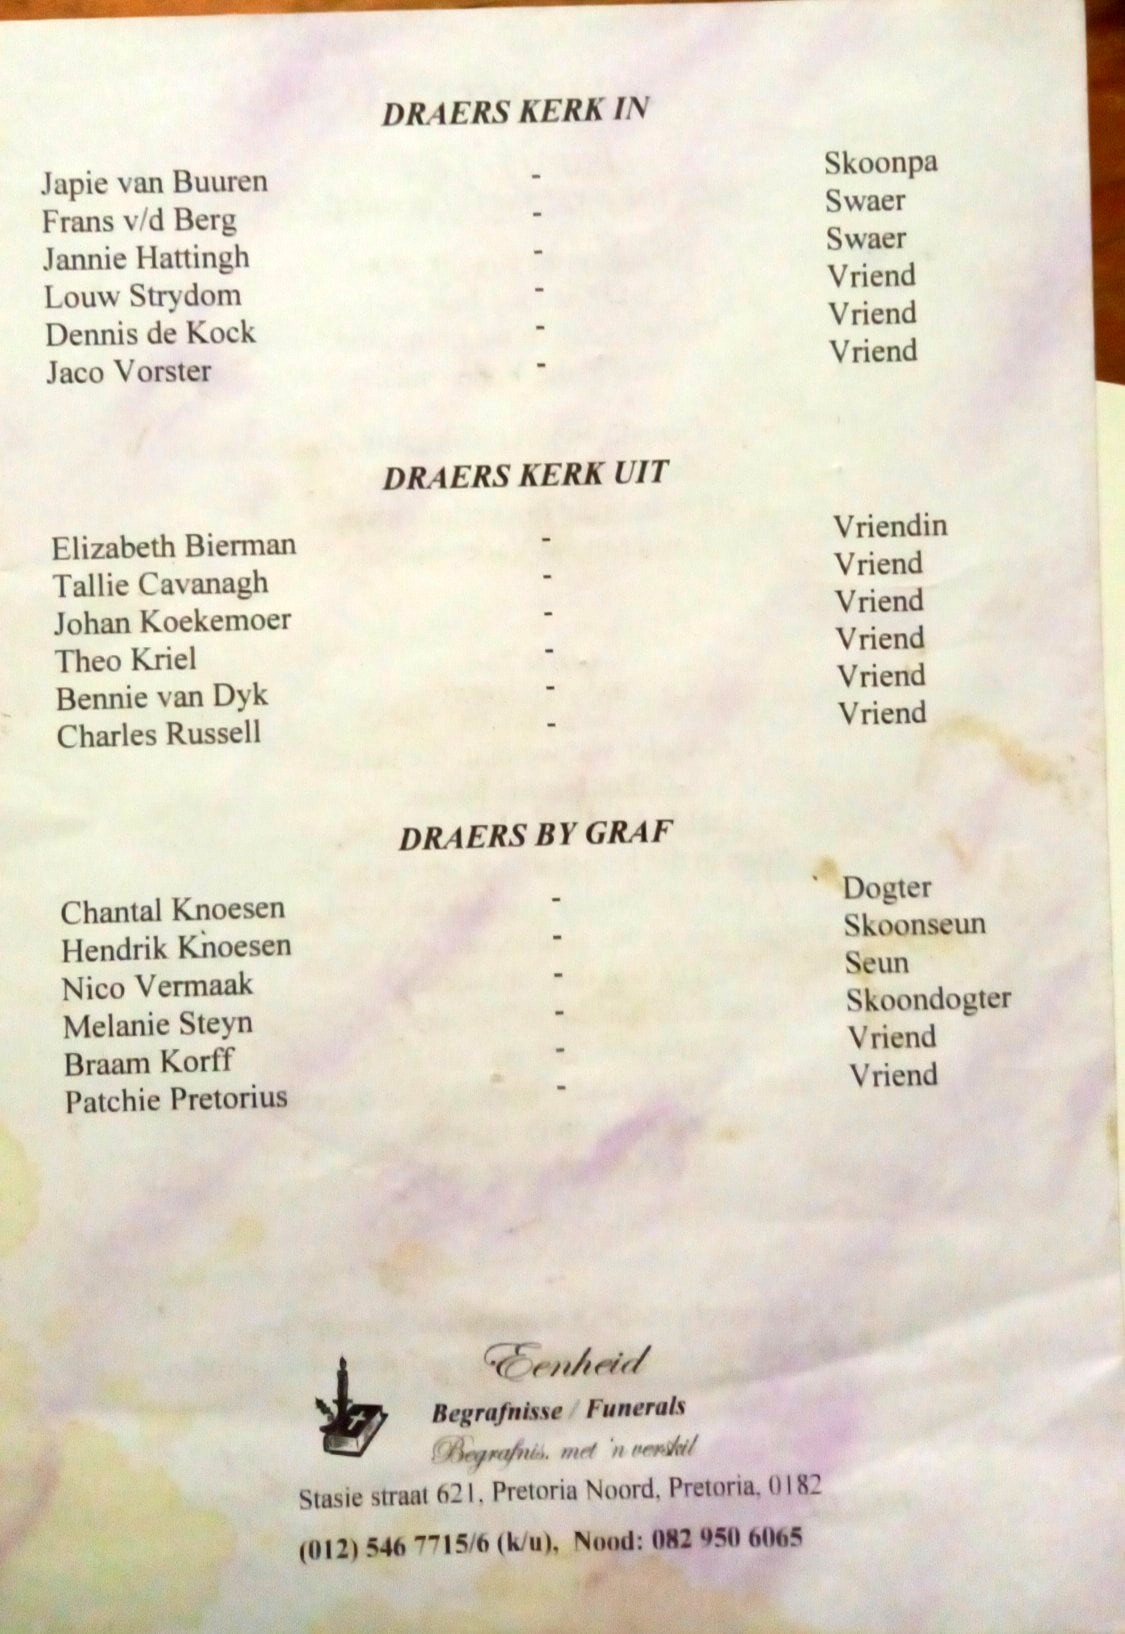 DRAERS KERK IN
Japie van Buuren - Skoonpa
Frans v/d Berg - Swaer
Jannie Hattingh - Swaer
Louw Strydom - Vriend
Dennis de Kock - Vriend
Jaco Vorster - Vriend
DRAERS KERK UIT
Elizabeth Bierman - Vriendin
Tallie Cavanagh - Vriend
Johan Koekemoer - Vriend
Theo Kriel - Vriend
Bennie van Dyk - Vriend
Charles Russell - Vriend
DRAERS BY GRAF
Chantal Knoesen - Dogter
Hendrik Knoesen - Skoonseun
Nico Vermaak - Seun
Melanie Steyn - Skoondogter
Braam Korff - Vriend
Patchie Pretorius - Vriend
Eenheid
Begrafnisse / Funerals
Begrafnis. met 'n verskil
Stasie straat 621, Pretoria Noord, Pretoria, 0182
(012) 546 7715/6 (k/u), Nood: 082 950 6065